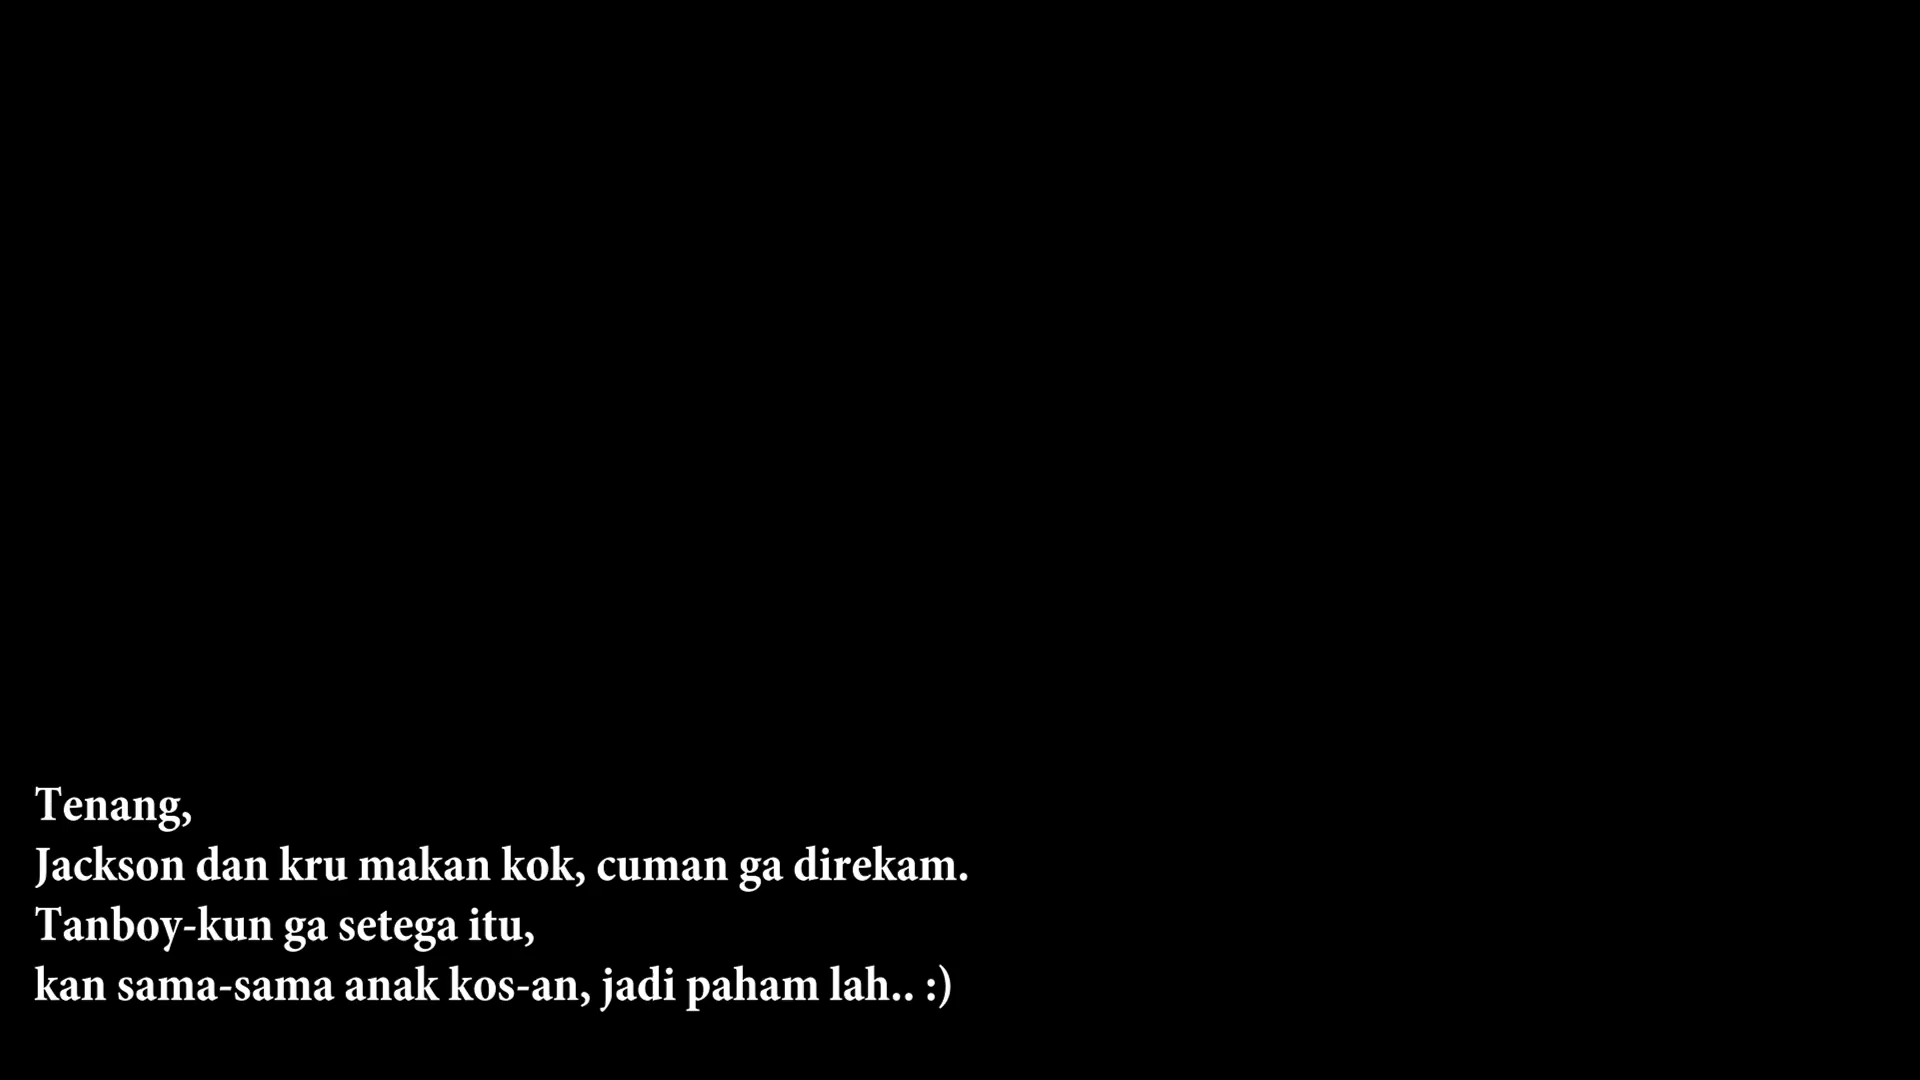 Tenang,
Jackson dan kru makan kok, cuman ga direkam.
Tanboy-kun ga setega itu,
kan sama-sama anak kos-an, jadi paham lah.. :)